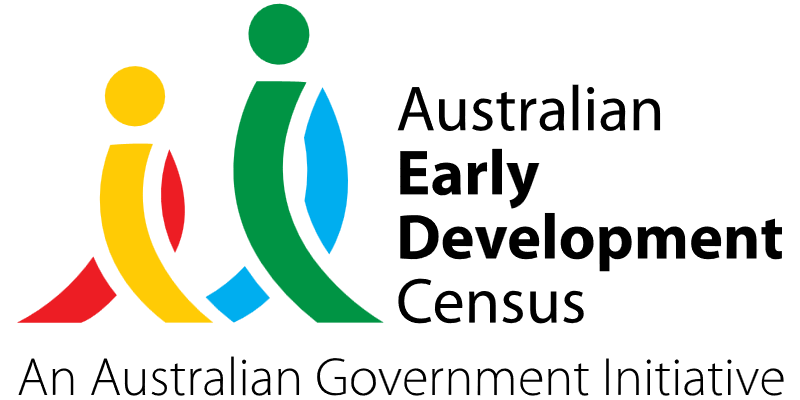 Australian
Early
Development
Census
An Australian Government Initiative